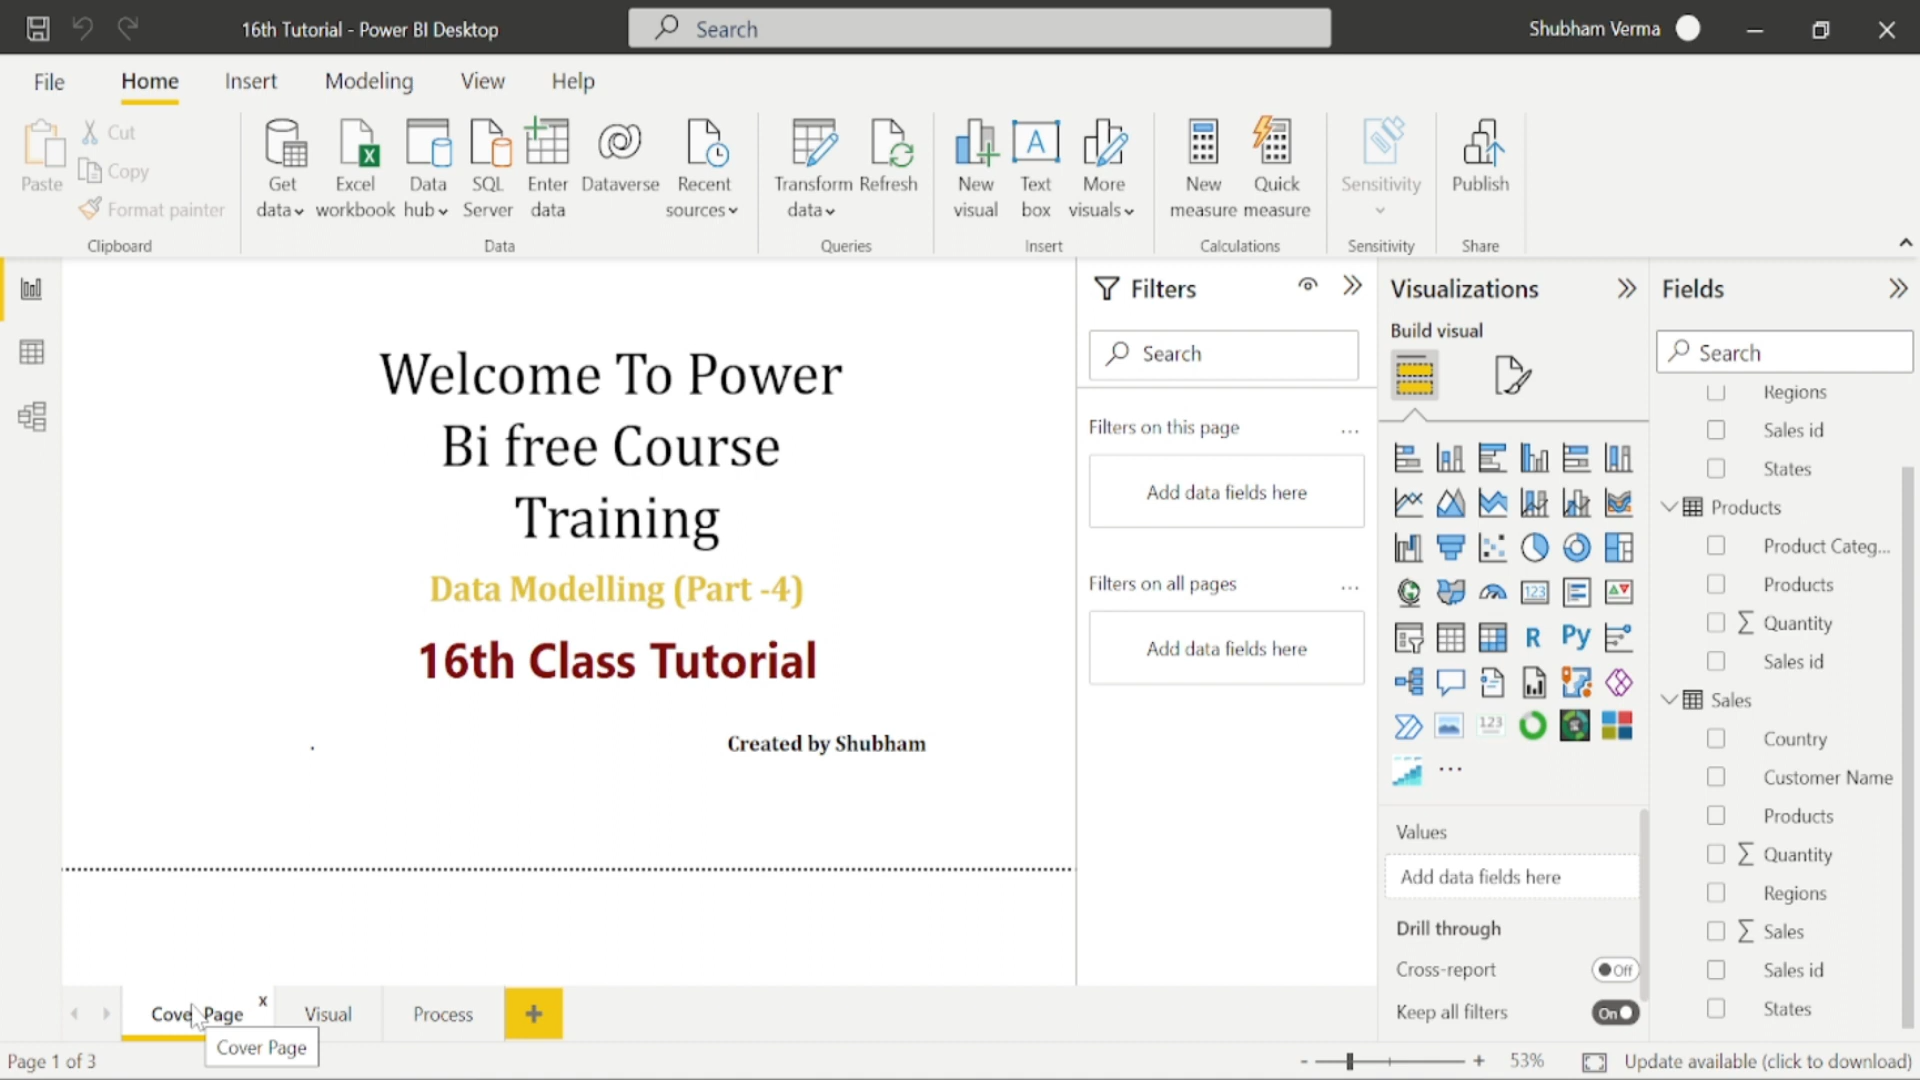 16th Tutorial - Power BI Desktop
Search
Shubham Verma
File
Home
Insert
Modeling
View
Help
Paste
Cut
Copy
Format painter
Clipboard
Get data
Excel workbook
Data hub
SQL Server
Enter data
Dataverse
Recent sources
Data
Transform data
Refresh
Queries
New visual
Text box
More visuals
Insert
New measure
Quick measure
Calculations
Sensitivity
Sensitivity
Publish
Share
Welcome To Power
Bi free Course
Training
Data Modelling (Part -4)
16th Class Tutorial
.
Created by Shubham
Filters
Search
Filters on this page
...
Add data fields here
Filters on all pages
...
Add data fields here
Visualizations
Build visual
123
R
Py
123
...
Values
Add data fields here
Drill through
Cross-report
Off
Keep all filters
On
Fields
Search
Regions
Sales id
States
Products
Product Categ...
Products
∑ Quantity
Sales id
Sales
Country
Customer Name
Products
∑ Quantity
Regions
∑ Sales
Sales id
States
Cover Page
x
Visual
Process
+
Cover Page
Page 1 of 3
- + 53%
Update available (click to download)